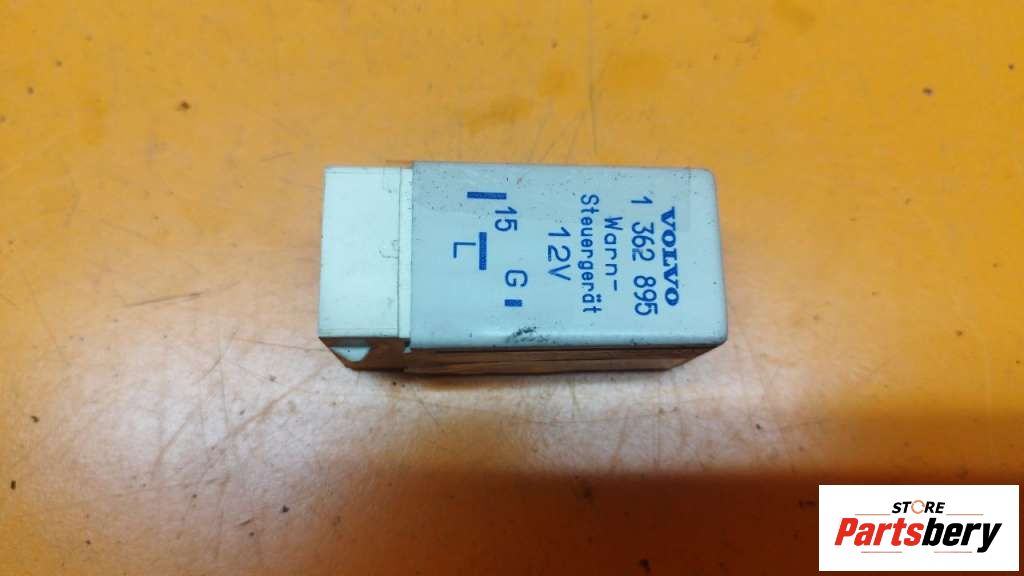 VOLVO
1 362 895
Warn-
Steuergerät
12V
15
G
L
STORE
Partsbery